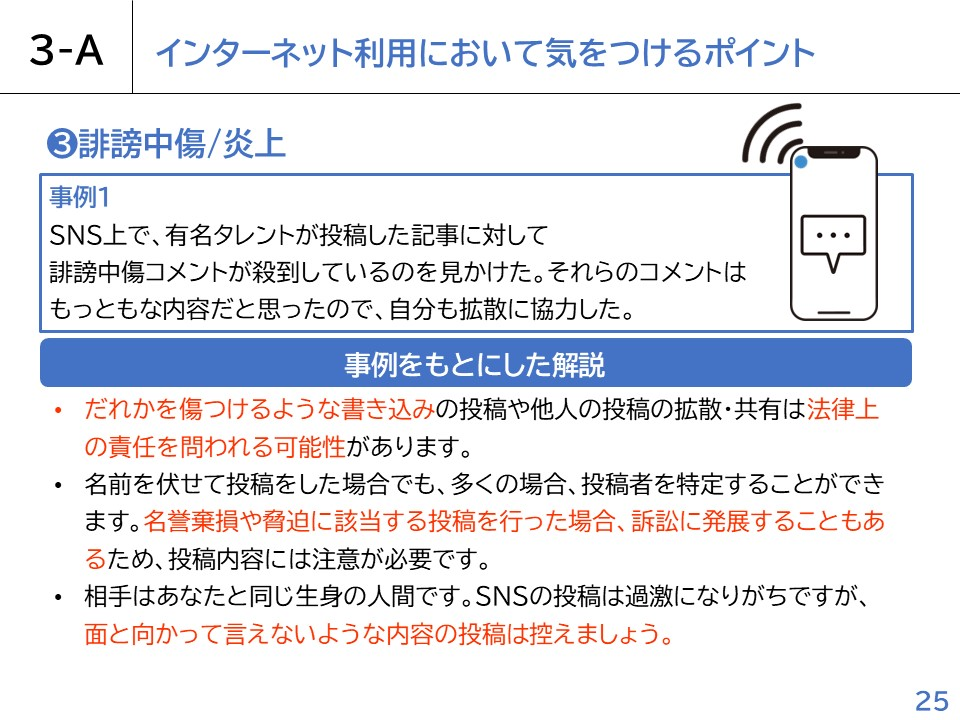 3-A
インターネット利用において気をつけるポイント
❸誹謗中傷/炎上
事例1
SNS上で、有名タレントが投稿した記事に対して
誹謗中傷コメントが殺到しているのを見かけた。それらのコメントは
もっともな内容だと思ったので、自分も拡散に協力した。
事例をもとにした解説
• だれかを傷つけるような書き込みの投稿や他人の投稿の拡散・共有は法律上
の責任を問われる可能性があります。
• 名前を伏せて投稿をした場合でも、多くの場合、投稿者を特定することができ
ます。名誉棄損や脅迫に該当する投稿を行った場合、訴訟に発展することもあ
るため、投稿内容には注意が必要です。
• 相手はあなたと同じ生身の人間です。SNSの投稿は過激になりがちですが、
面と向かって言えないような内容の投稿は控えましょう。
25